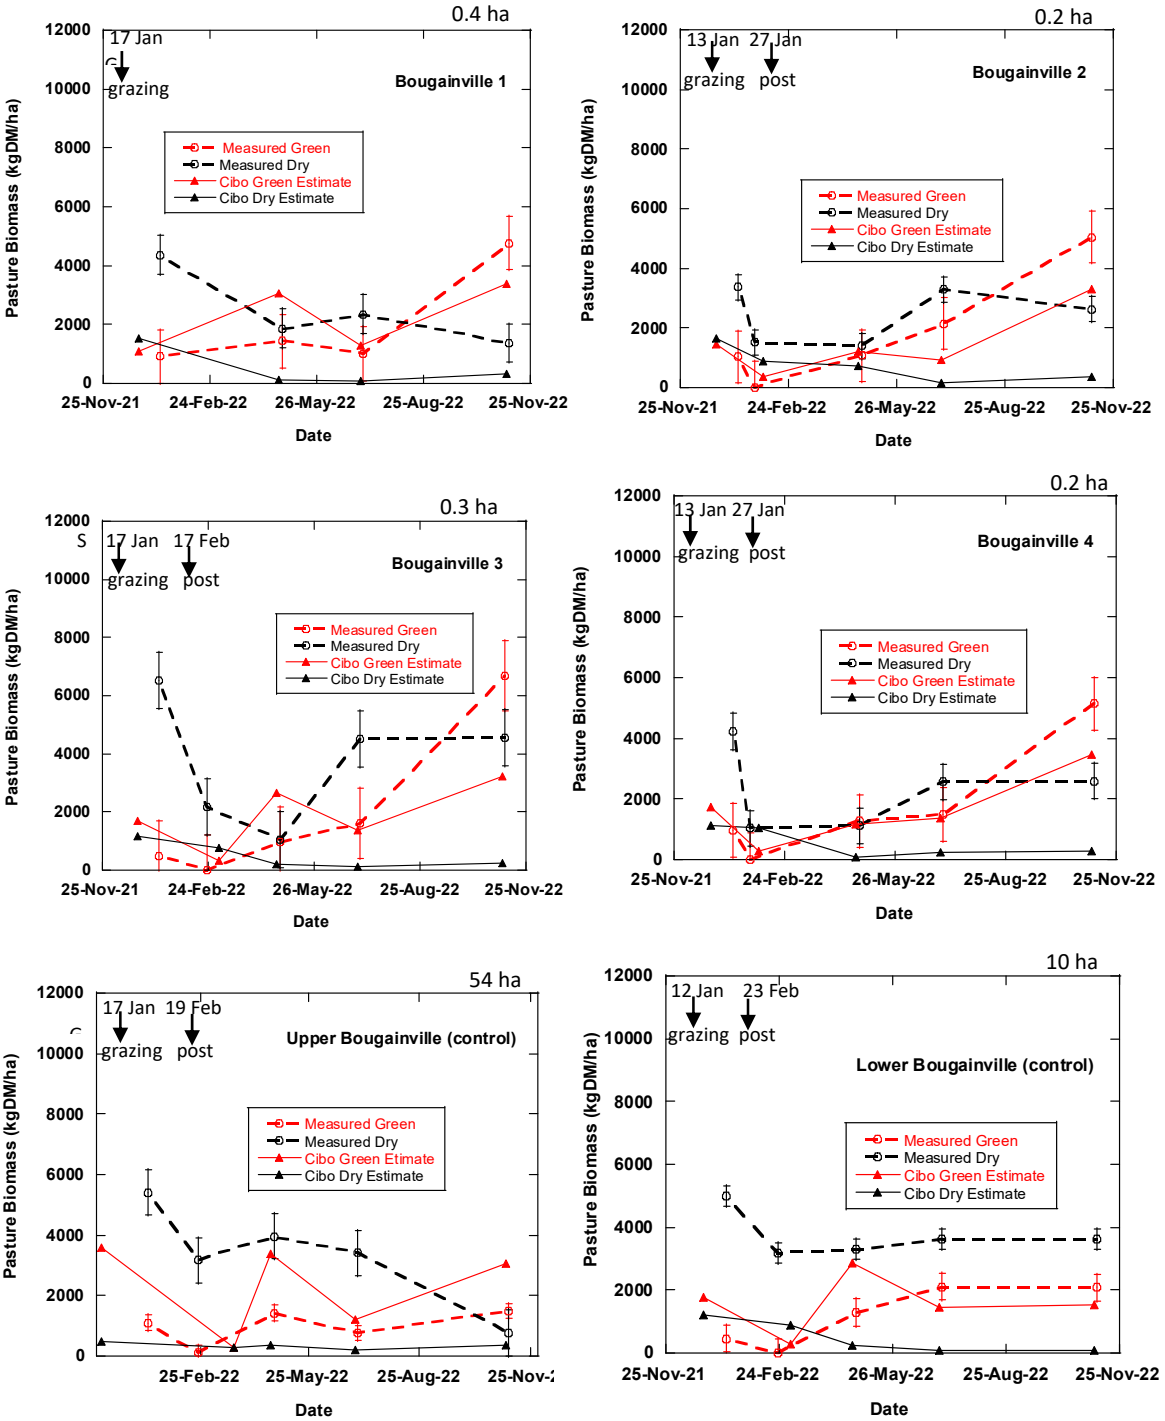 0.4 ha
12000
17 Jan
grazing
Bougainville 1
10000
8000
6000
4000
2000
0
Measured Green
Measured Dry
Cibo Green Estimate
Cibo Dry Estimate
Pasture Biomass (kgDM/ha)
25-Nov-21 24-Feb-22 26-May-22 25-Aug-22 25-Nov-22
Date
0.2 ha
12000
13 Jan 27 Jan
grazing post
Bougainville 2
10000
8000
6000
4000
2000
0
Measured Green
Measured Dry
Cibo Green Estimate
Cibo Dry Estimate
Pasture Biomass (kgDM/ha)
25-Nov-21 24-Feb-22 26-May-22 25-Aug-22 25-Nov-22
Date
0.3 ha
12000
S 17 Jan 17 Feb
grazing post
Bougainville 3
10000
8000
6000
4000
2000
0
Measured Green
Measured Dry
Cibo Green Estimate
Cibo Dry Estimate
Pasture Biomass (kgDM/ha)
25-Nov-21 24-Feb-22 26-May-22 25-Aug-22 25-Nov-22
Date
0.2 ha
12000
13 Jan 27 Jan
grazing post
Bougainville 4
10000
8000
6000
4000
2000
0
Measured Green
Measured Dry
Cibo Green Estimate
Cibo Dry Estimate
Pasture Biomass (kgDM/ha)
25-Nov-21 24-Feb-22 26-May-22 25-Aug-22 25-Nov-22
Date
54 ha
12000
17 Jan 19 Feb
grazing post
Upper Bougainville (control)
10000
8000
6000
4000
2000
0
Measured Green
Measured Dry
Cibo Green Etimate
Cibo Dry Estimate
Pasture Biomass (kgDM/ha)
25-Feb-22 25-May-22 25-Aug-22 25-Nov-2
Date
10 ha
12000
12 Jan 23 Feb
grazing post
Lower Bougainville (control)
10000
8000
6000
4000
2000
0
Measured Green
Measured Dry
Cibo Green Estimate
Cibo Dry Estimate
Pasture Biomass (kgDM/ha)
25-Nov-21 24-Feb-22 26-May-22 25-Aug-22 25-Nov-22
Date